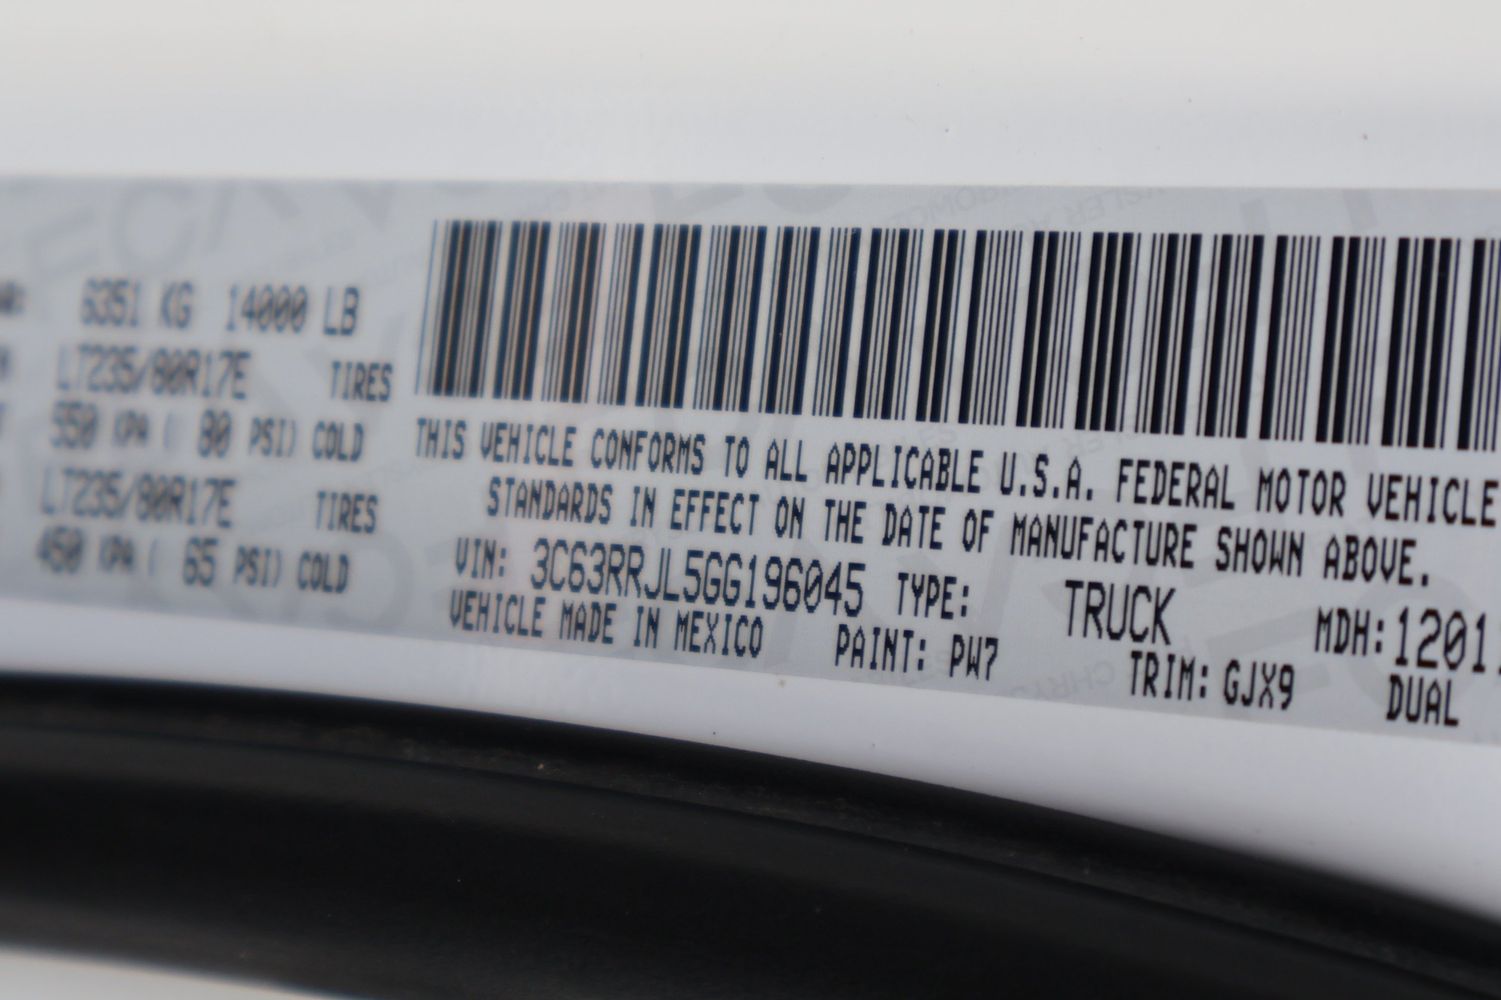 6351 KG 14000 LB
LT235/80R17E TIRES
550 KPA ( 80 PSI) COLD
LT235/80R17E TIRES
450 KPA ( 65 PSI) COLD
THIS VEHICLE CONFORMS TO ALL APPLICABLE U.S.A. FEDERAL MOTOR VEHICLE
STANDARDS IN EFFECT ON THE DATE OF MANUFACTURE SHOWN ABOVE.
VIN: 3C63RRJL5GG196045 TYPE: TRUCK MDH: 1201
VEHICLE MADE IN MEXICO PAINT: PW7 TRIM: GJX9 DUAL